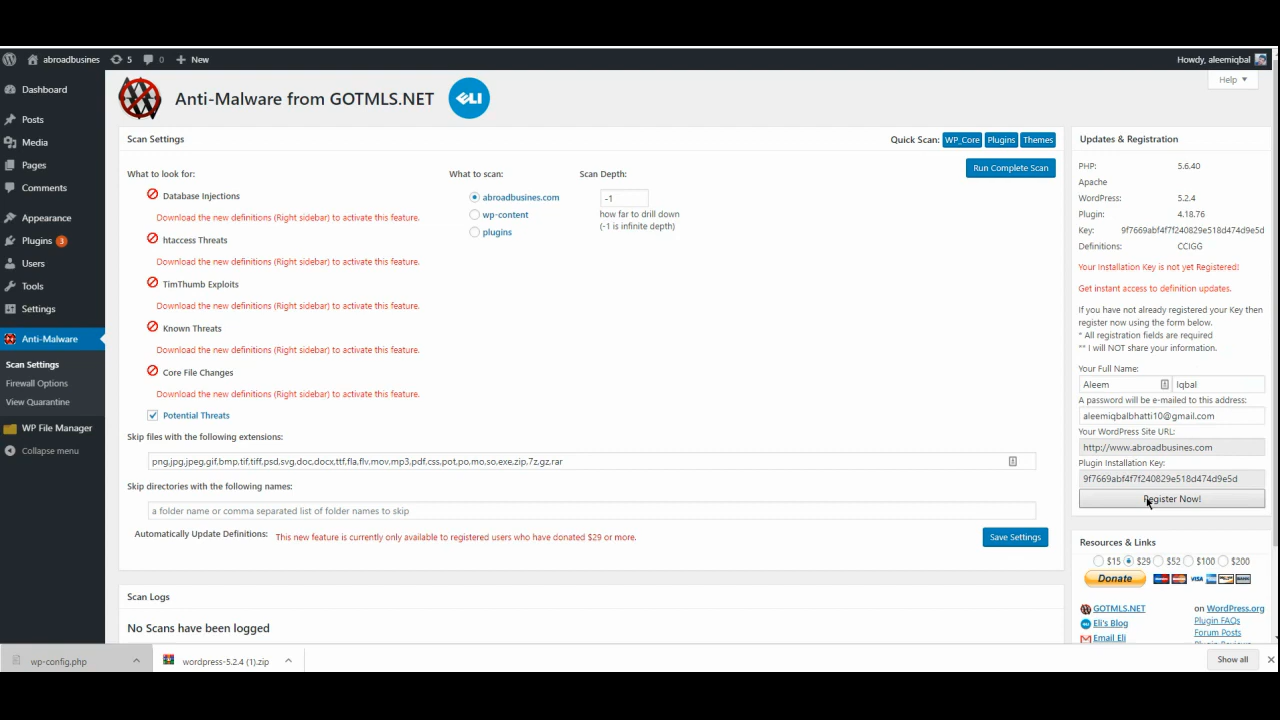 abroadbusines 5 0 New
Howdy, aleemiqbal
Help
Dashboard
Posts
Media
Pages
Comments
Appearance
Plugins 3
Users
Tools
Settings
Anti-Malware
Scan Settings
Firewall Options
View Quarantine
WP File Manager
Collapse menu
Anti-Malware from GOTMLS.NET
ELI
Scan Settings
Quick Scan: WP_Core Plugins Themes
Run Complete Scan
What to look for:
Database Injections
Download the new definitions (Right sidebar) to activate this feature.
htaccess Threats
Download the new definitions (Right sidebar) to activate this feature.
TimThumb Exploits
Download the new definitions (Right sidebar) to activate this feature.
Known Threats
Download the new definitions (Right sidebar) to activate this feature.
Core File Changes
Download the new definitions (Right sidebar) to activate this feature.
Potential Threats
What to scan:
abroadbusines.com
wp-content
plugins
Scan Depth:
-1
how far to drill down
(-1 is infinite depth)
Skip files with the following extensions:
png,jpg,jpeg,gif,bmp,tif,tiff,psd,svg,doc,docx,ttf,fla,flv,mov,mp3,pdf,css,pot,po,mo,so,exe,zip,7z,gz,rar
Skip directories with the following names:
a folder name or comma separated list of folder names to skip
Automatically Update Definitions: This new feature is currently only available to registered users who have donated $29 or more.
Save Settings
Scan Logs
No Scans have been logged
Updates & Registration
PHP: 5.6.40
Apache
WordPress: 5.2.4
Plugin: 4.18.76
Key: 9f7669abf4f7f240829e518d474d9e5d
Definitions: CCIGG
Your Installation Key is not yet Registered!
Get instant access to definition updates.
If you have not already registered your Key then
register now using the form below.
* All registration fields are required
** I will NOT share your information.
Your Full Name:
Aleem Iqbal
A password will be e-mailed to this address:
aleemiqbalbhatti10@gmail.com
Your WordPress Site URL:
http://www.abroadbusines.com
Plugin Installation Key:
9f7669abf4f7f240829e518d474d9e5d
Register Now!
Resources & Links
$15 $29 $52 $100 $200
Donate VISA
GOTMLS.NET
Eli's Blog
Email Eli
on WordPress.org
Plugin FAQs
Forum Posts
Plugin Reviews
wp-config.php
wordpress-5.2.4 (1).zip
Show all